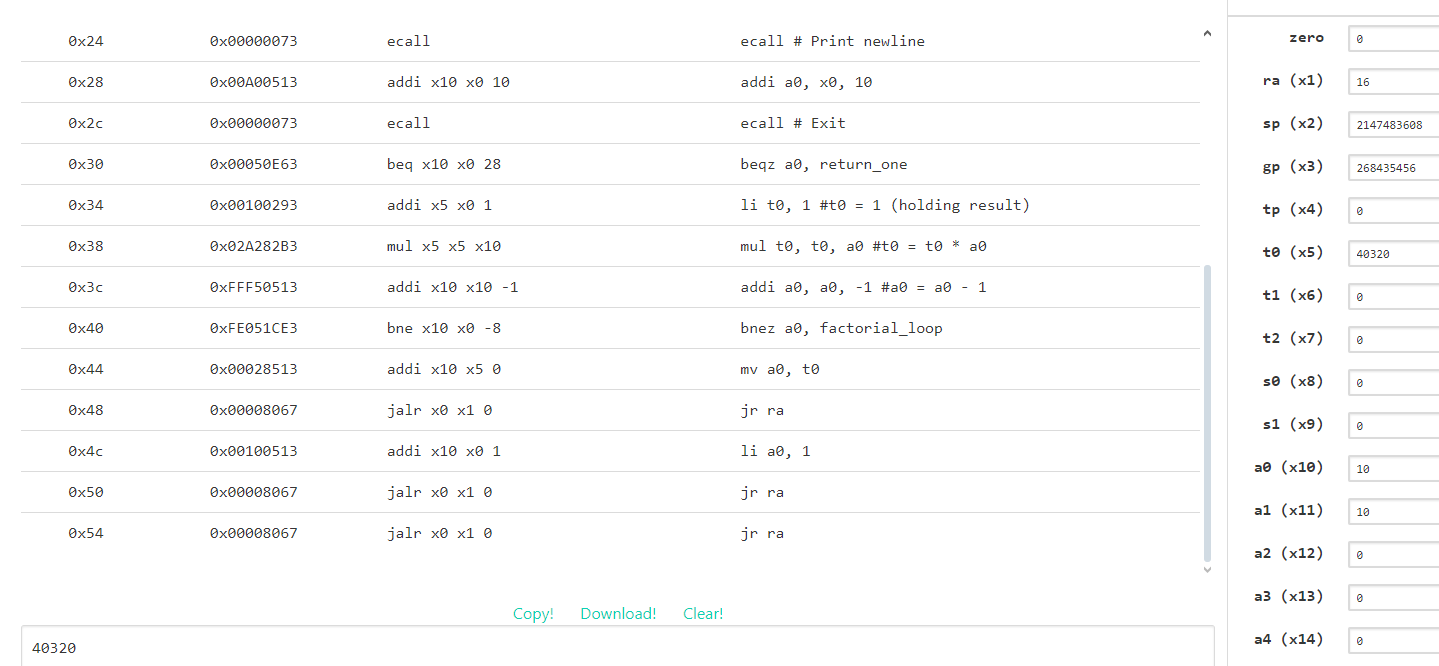 0x24 0x00000073 ecall ecall # Print newline
0x28 0x00A00513 addi x10 x0 10 addi a0, x0, 10
0x2c 0x00000073 ecall ecall # Exit
0x30 0x00050E63 beq x10 x0 28 beqz a0, return_one
0x34 0x00100293 addi x5 x0 1 li t0, 1 #t0 = 1 (holding result)
0x38 0x02A282B3 mul x5 x5 x10 mul t0, t0, a0 #t0 = t0 * a0
0x3c 0xFFF50513 addi x10 x10 -1 addi a0, a0, -1 #a0 = a0 - 1
0x40 0xFE051CE3 bne x10 x0 -8 bnez a0, factorial_loop
0x44 0x00028513 addi x10 x5 0 mv a0, t0
0x48 0x00008067 jalr x0 x1 0 jr ra
0x4c 0x00100513 addi x10 x0 1 li a0, 1
0x50 0x00008067 jalr x0 x1 0 jr ra
0x54 0x00008067 jalr x0 x1 0 jr ra
Copy! Download! Clear!
40320
zero 0
ra (x1) 16
sp (x2) 2147483608
gp (x3) 268435456
tp (x4) 0
t0 (x5) 40320
t1 (x6) 0
t2 (x7) 0
s0 (x8) 0
s1 (x9) 0
a0 (x10) 10
a1 (x11) 10
a2 (x12) 0
a3 (x13) 0
a4 (x14) 0